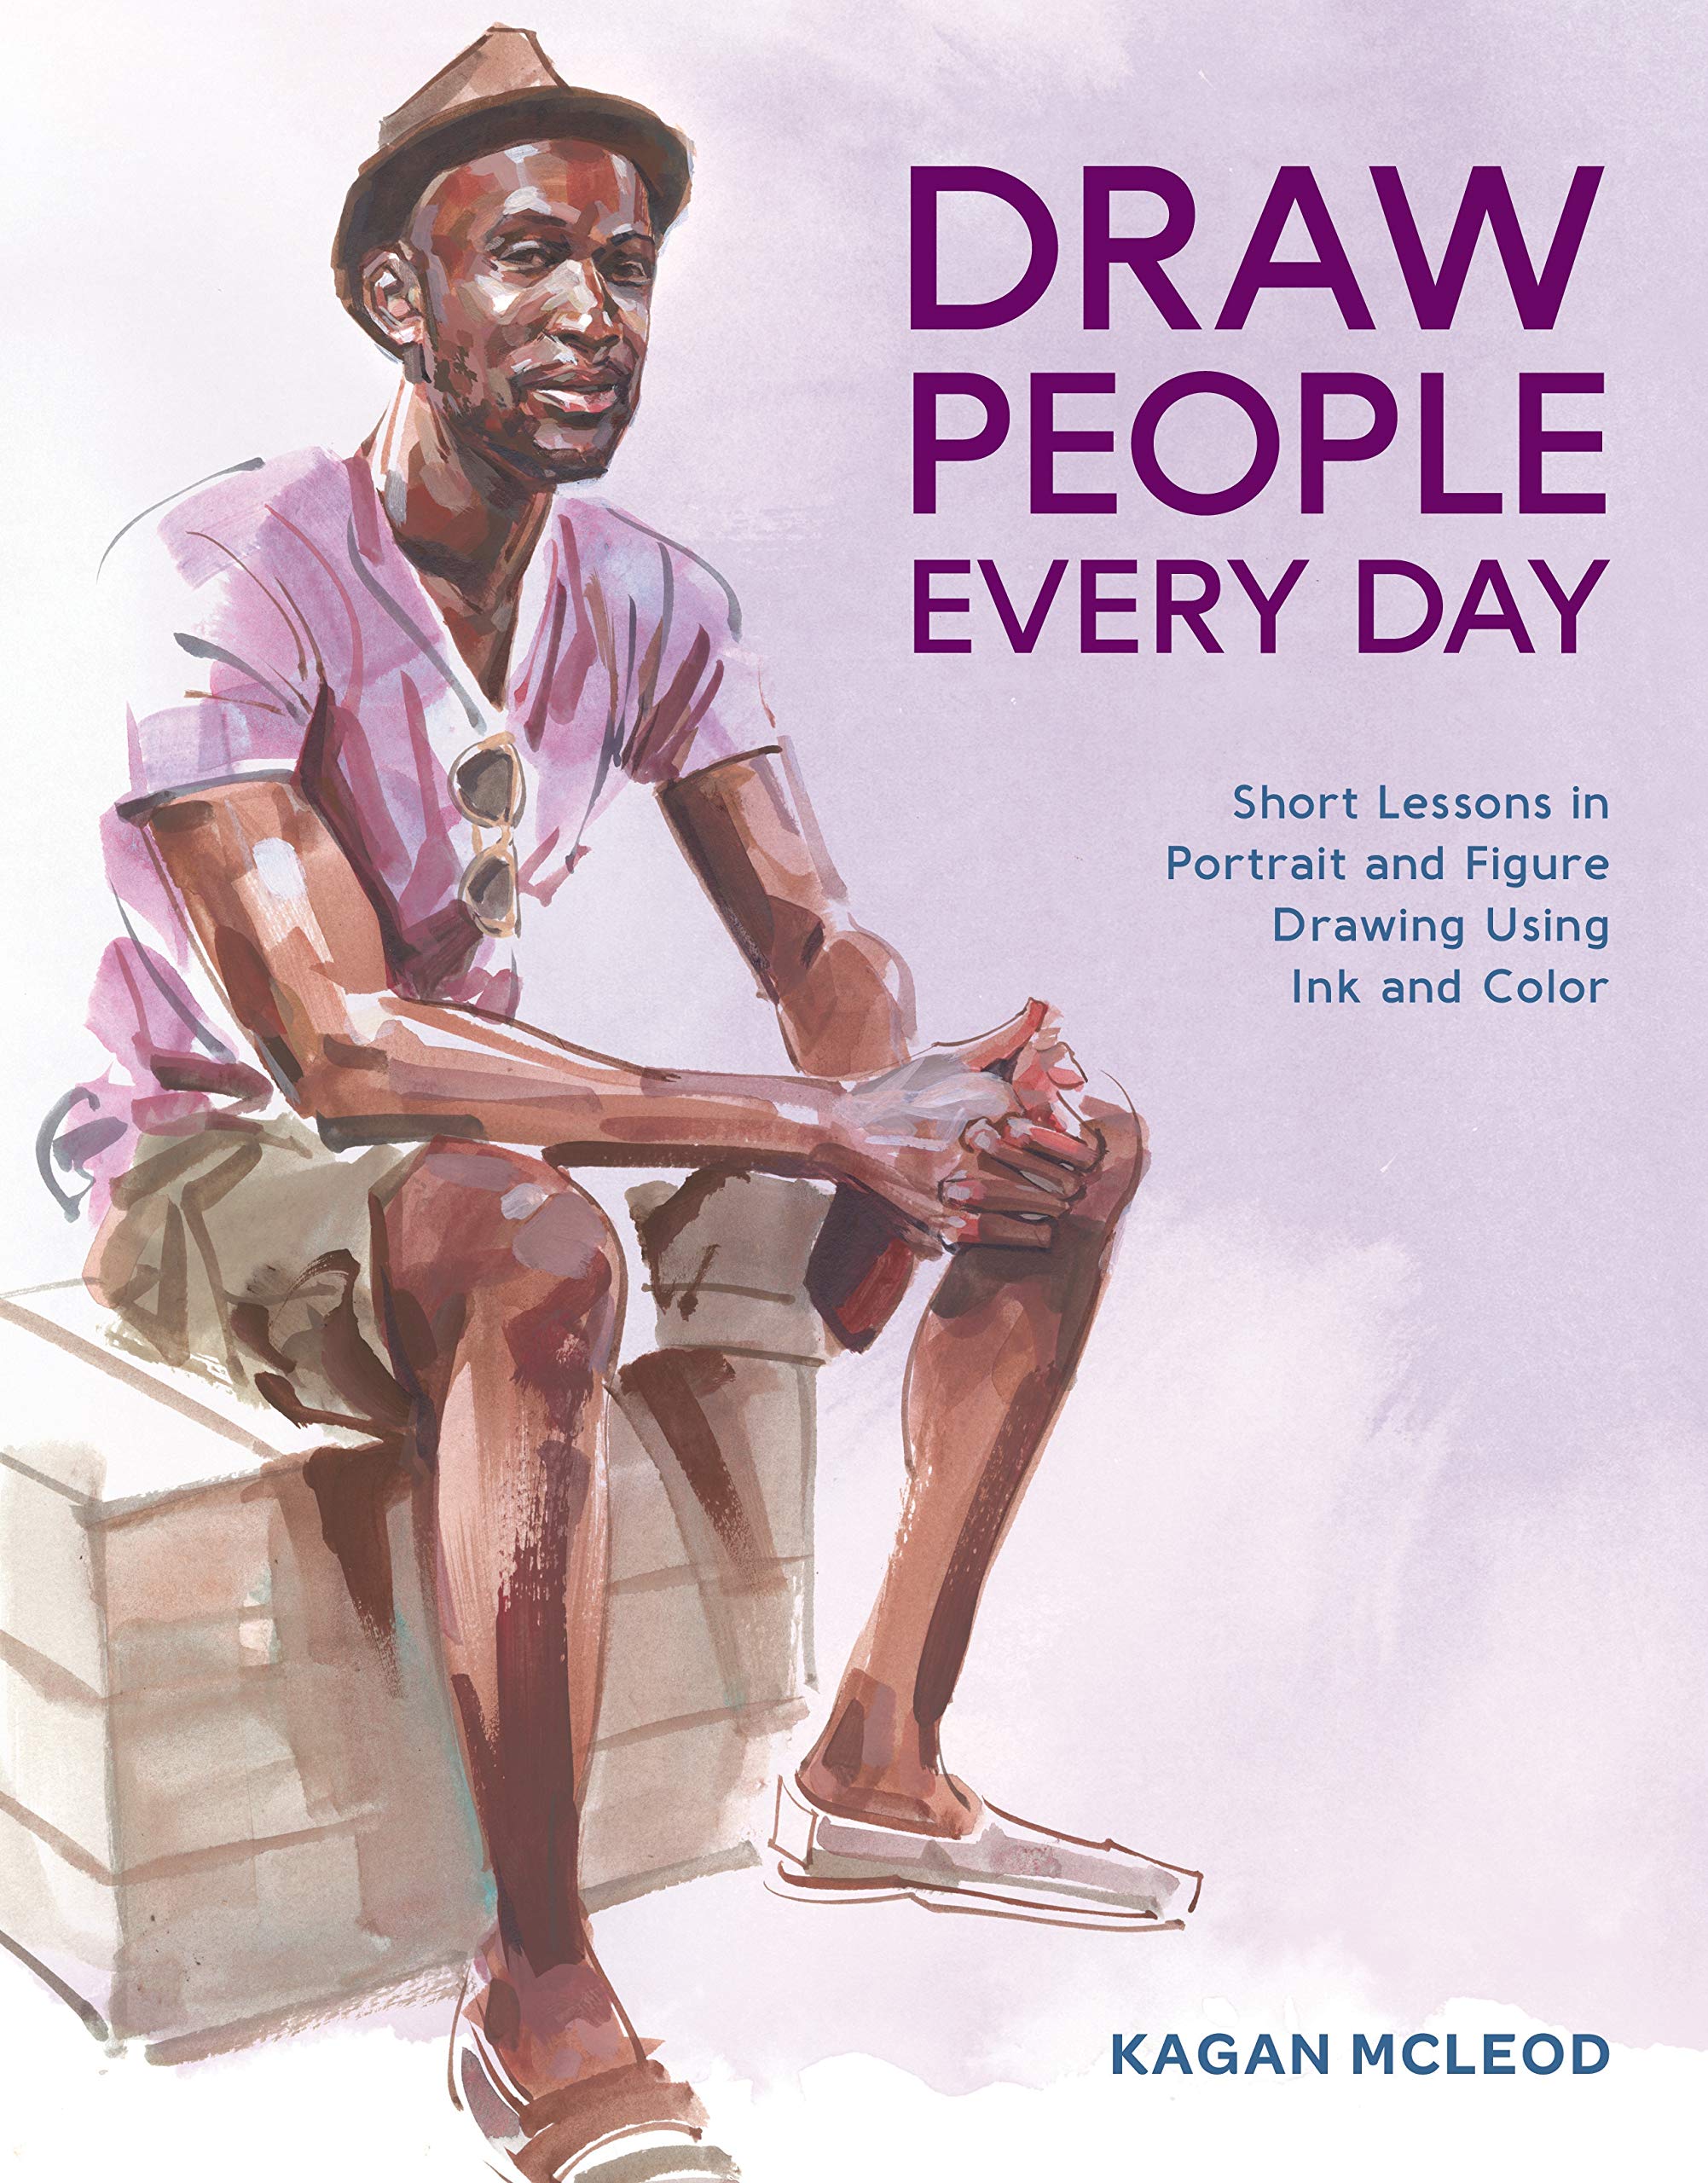 DRAW
PEOPLE
EVERY DAY
Short Lessons in
Portrait and Figure
Drawing Using
Ink and Color
KAGAN MCLEOD